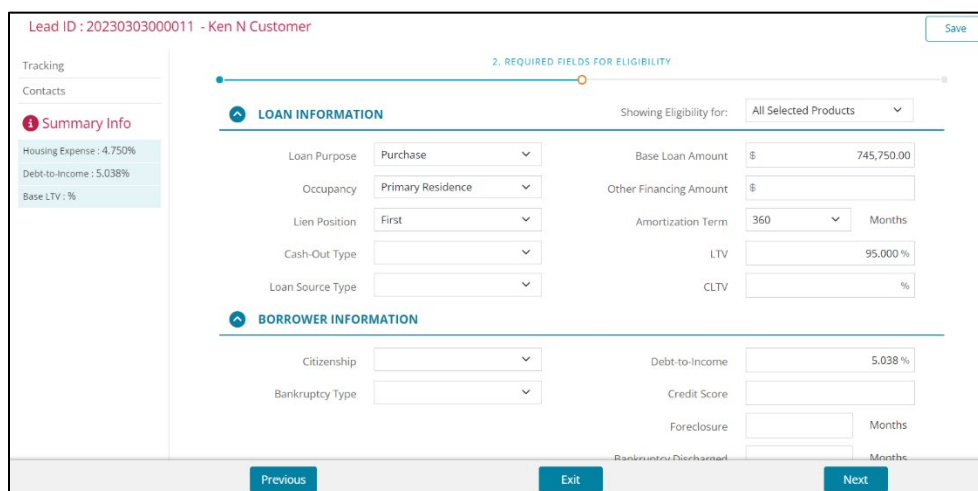 Lead ID : 20230303000011 - Ken N Customer
Save
Tracking
Contacts
Summary Info
Housing Expense : 4.750%
Debt-to-Income : 5.038%
Base LTV : %
2. REQUIRED FIELDS FOR ELIGIBILITY
LOAN INFORMATION
Showing Eligibility for: All Selected Products
Loan Purpose Purchase Base Loan Amount $ 745,750.00
Occupancy Primary Residence Other Financing Amount $
Lien Position First Amortization Term 360 Months
Cash-Out Type LTV 95.000 %
Loan Source Type CLTV %
BORROWER INFORMATION
Citizenship Debt-to-Income 5.038 %
Bankruptcy Type Credit Score
Foreclosure Months
Bankruptcy Discharged Months
Previous Exit Next